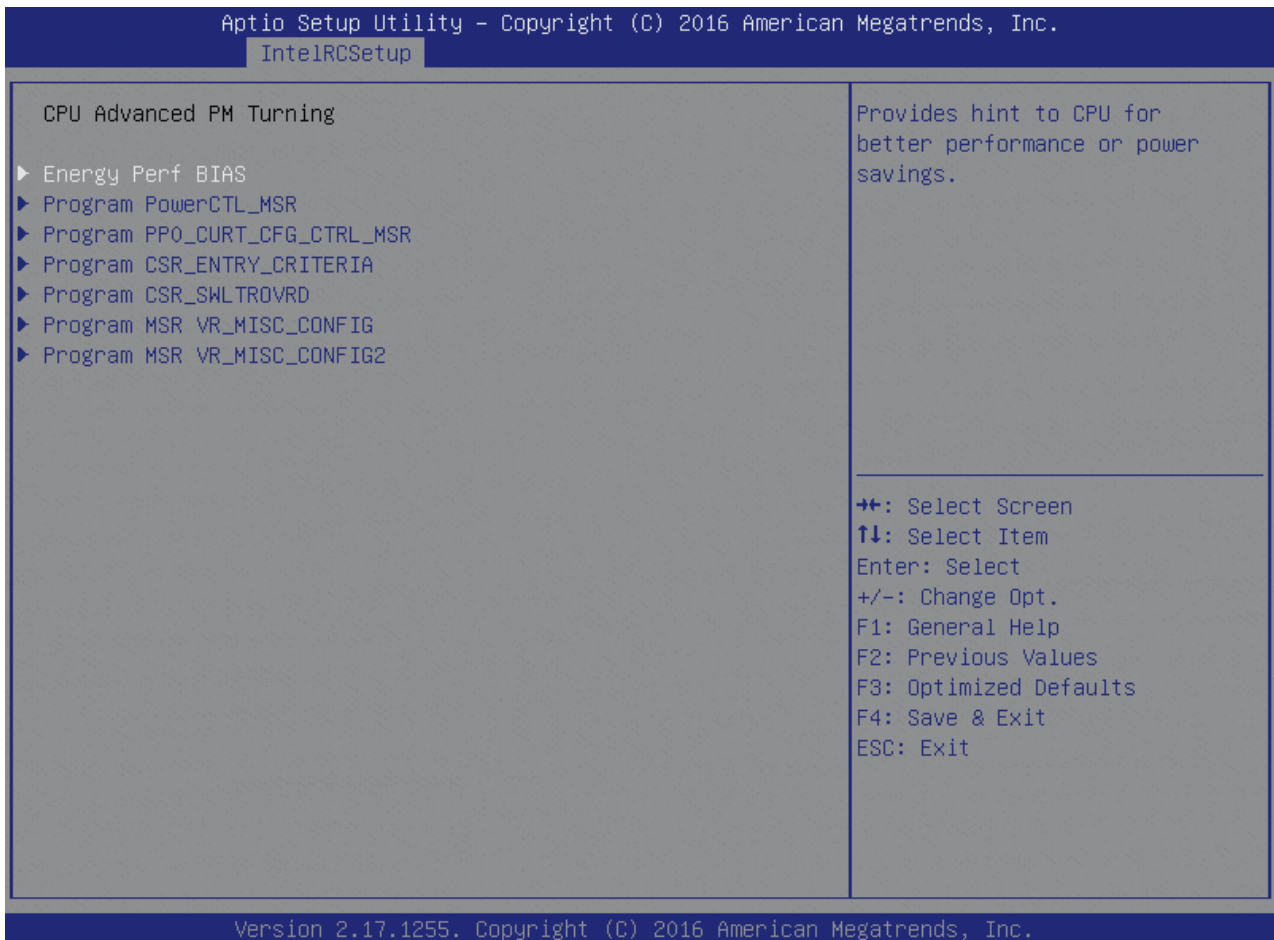 Aptio Setup Utility – Copyright (C) 2016 American Megatrends, Inc.
IntelRCSetup
CPU Advanced PM Turning
▶ Energy Perf BIAS
▶ Program PowerCTL_MSR
▶ Program PP0_CURT_CFG_CTRL_MSR
▶ Program CSR_ENTRY_CRITERIA
▶ Program CSR_SWLTROVRD
▶ Program MSR VR_MISC_CONFIG
▶ Program MSR VR_MISC_CONFIG2
Provides hint to CPU for
better performance or power
savings.
→←: Select Screen
↑↓: Select Item
Enter: Select
+/-: Change Opt.
F1: General Help
F2: Previous Values
F3: Optimized Defaults
F4: Save & Exit
ESC: Exit
Version 2.17.1255. Copyright (C) 2016 American Megatrends, Inc.